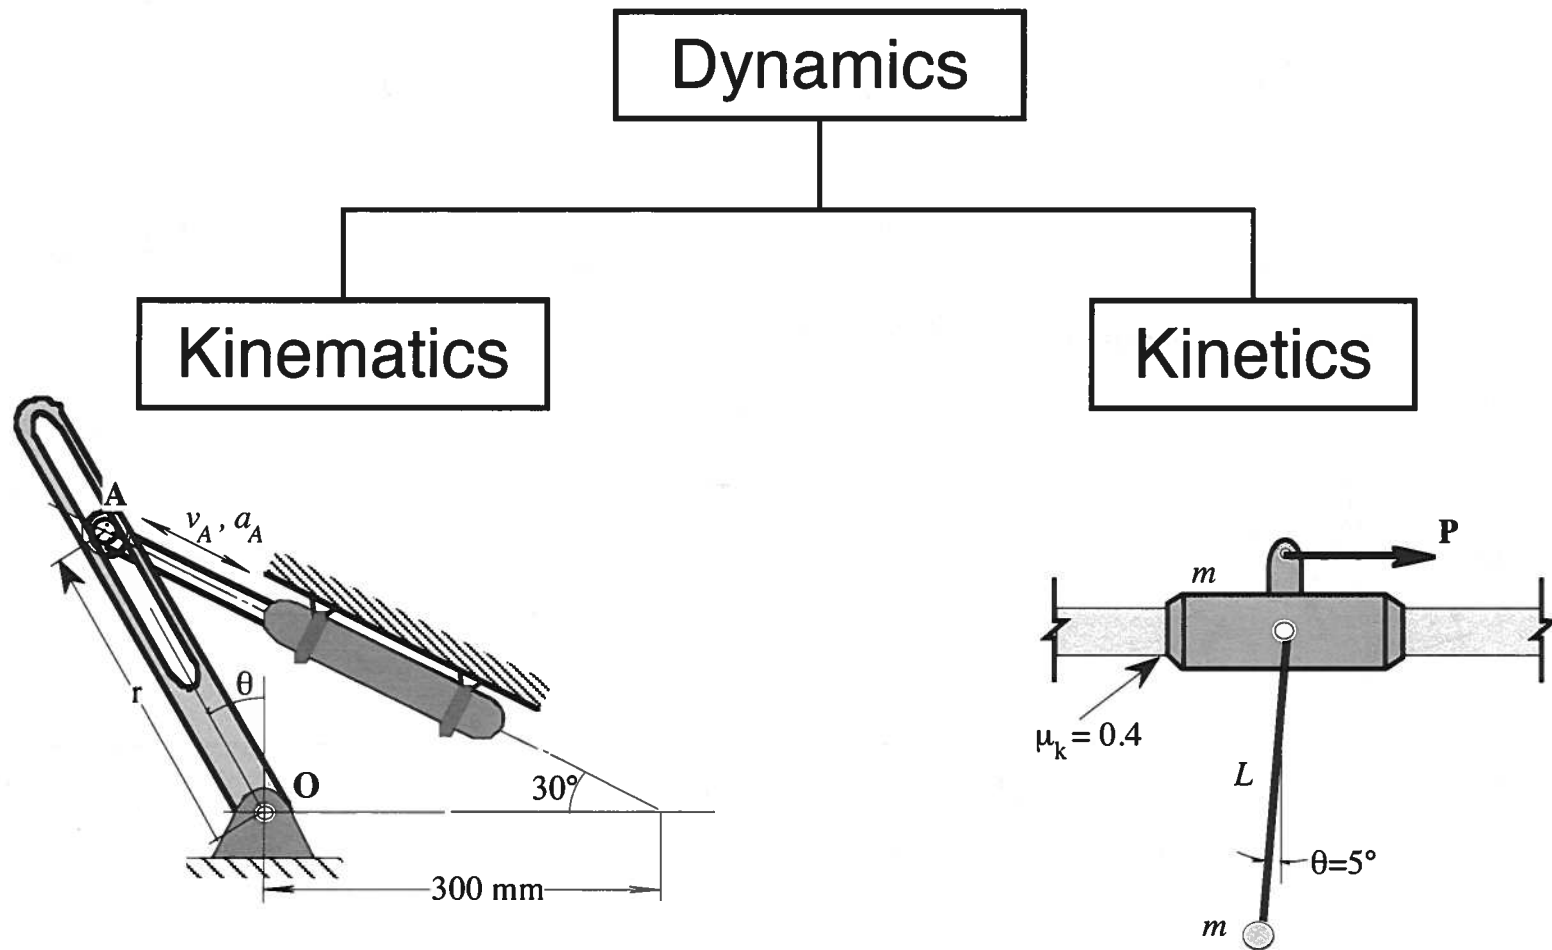 Dynamics
Kinematics
Kinetics
A
v_A , a_A
r
θ
O
30°
300 mm
P
m
μ_k = 0.4
L
θ=5°
m